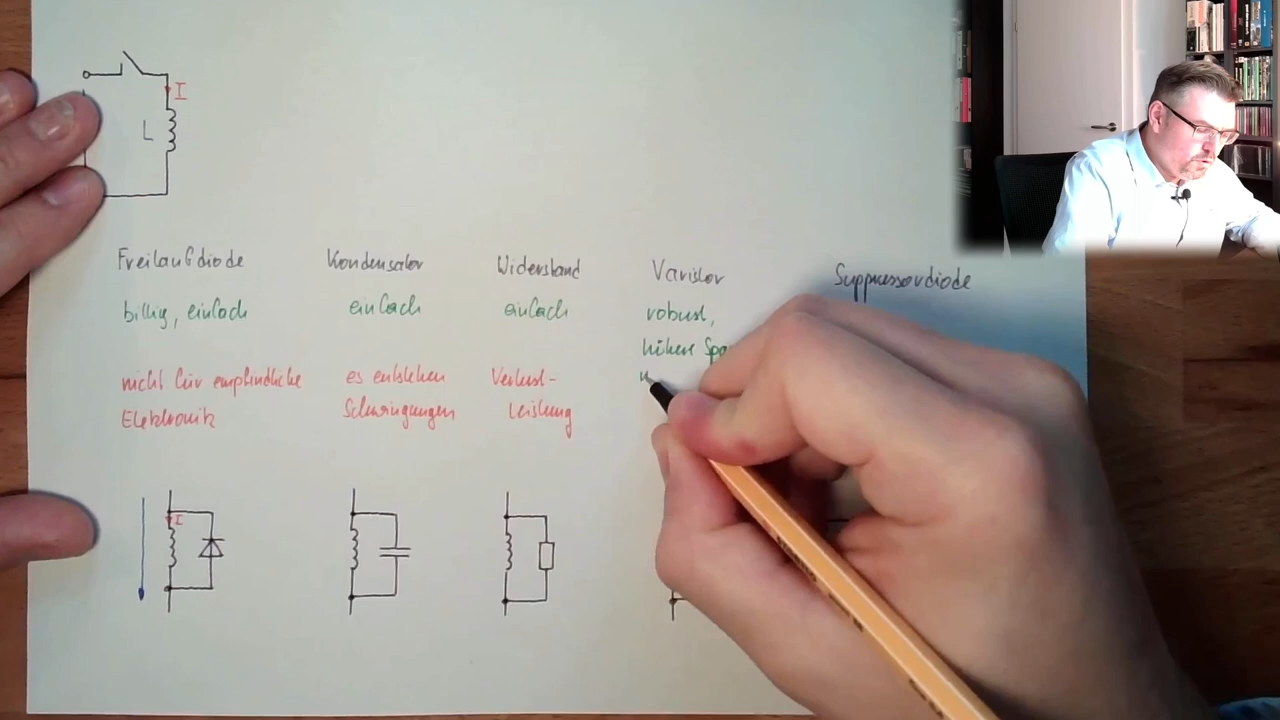 I
L
Freilaufdiode
billig, einfach
nicht für empfindliche
Elektronik
I
Kondensator
einfach
es entstehen
Schwingungen
Widerstand
einfach
Verlust-
Leistung
Varistor
robust,
höhere
Suppressordiode